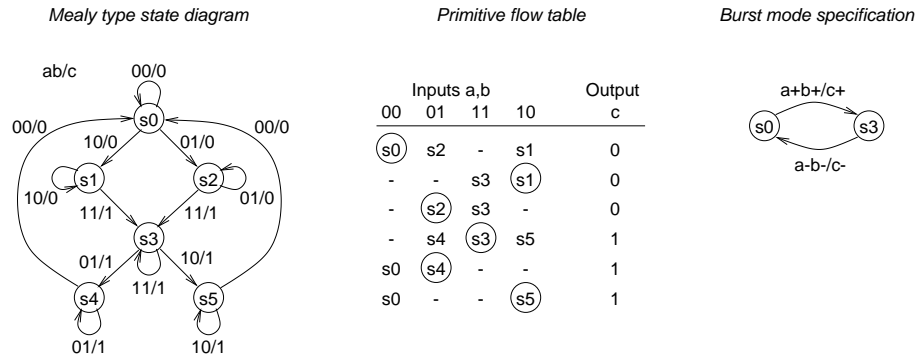 Mealy type state diagram
ab/c
00/0
00/0
00/0
s0
10/0
01/0
s1
s2
10/0
01/0
11/1
11/1
s3
01/1
10/1
11/1
s4
s5
01/1
10/1
Primitive flow table
Inputs a,b Output
00 01 11 10 c
s0 s2 - s1 0
- - s3 s1 0
- s2 s3 - 0
- s4 s3 s5 1
s0 s4 - - 1
s0 - - s5 1
Burst mode specification
a+b+/c+
s0 s3
a-b-/c-